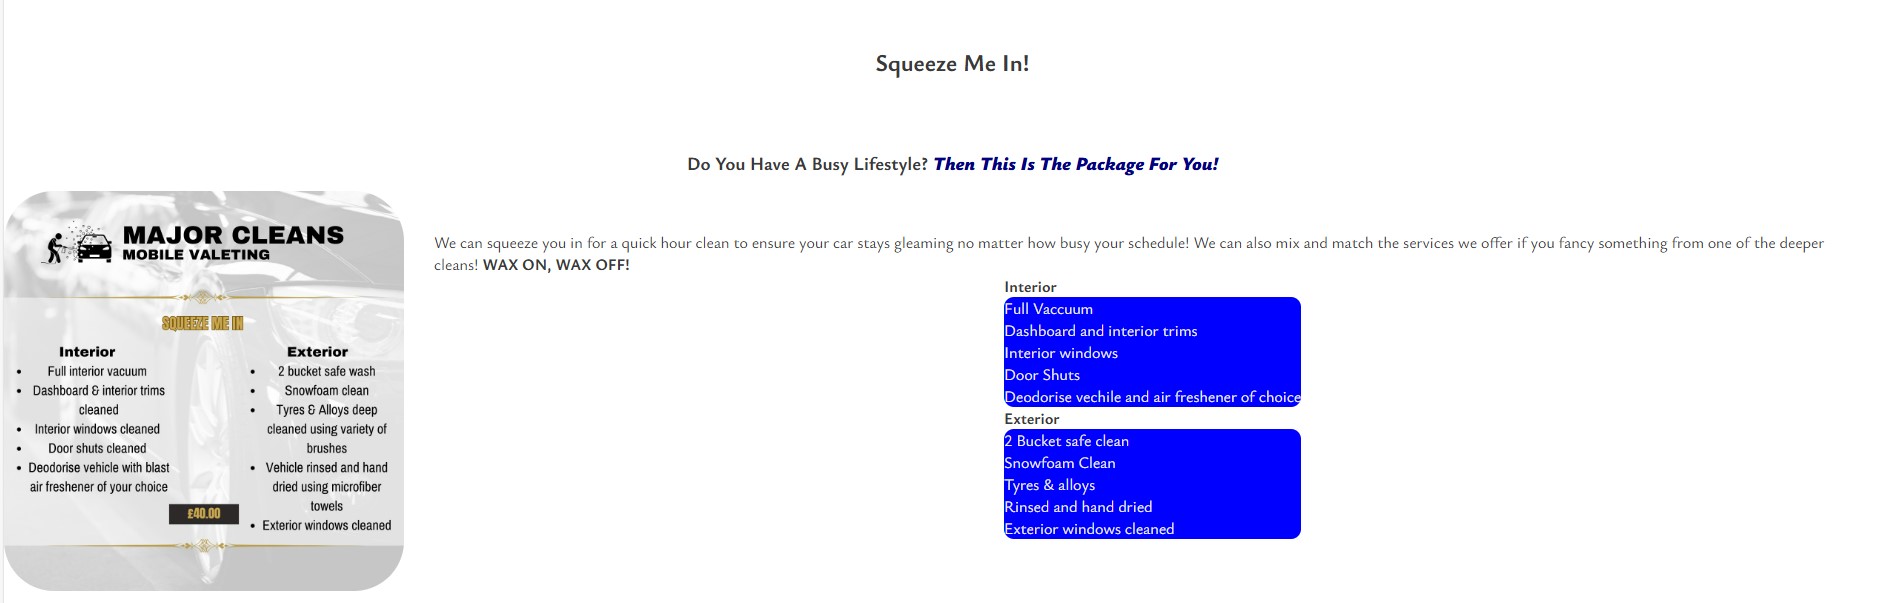 Squeeze Me In!
Do You Have A Busy Lifestyle? Then This Is The Package For You!
MAJOR CLEANS
MOBILE VALETING
SQUEEZE ME IN
Interior
Full interior vacuum
Dashboard & interior trims
cleaned
Interior windows cleaned
Door shuts cleaned
Deodorise vehicle with blast
air freshener of your choice
Exterior
2 bucket safe wash
Snowfoam clean
Tyres & Alloys deep
cleaned using variety of
brushes
Vehicle rinsed and hand
dried using microfiber
towels
Exterior windows cleaned
£40.00
We can squeeze you in for a quick hour clean to ensure your car stays gleaming no matter how busy your schedule! We can also mix and match the services we offer if you fancy something from one of the deeper
cleans! WAX ON, WAX OFF!
Interior
Full Vaccuum
Dashboard and interior trims
Interior windows
Door Shuts
Deodorise vechile and air freshener of choice
Exterior
2 Bucket safe clean
Snowfoam Clean
Tyres & alloys
Rinsed and hand dried
Exterior windows cleaned